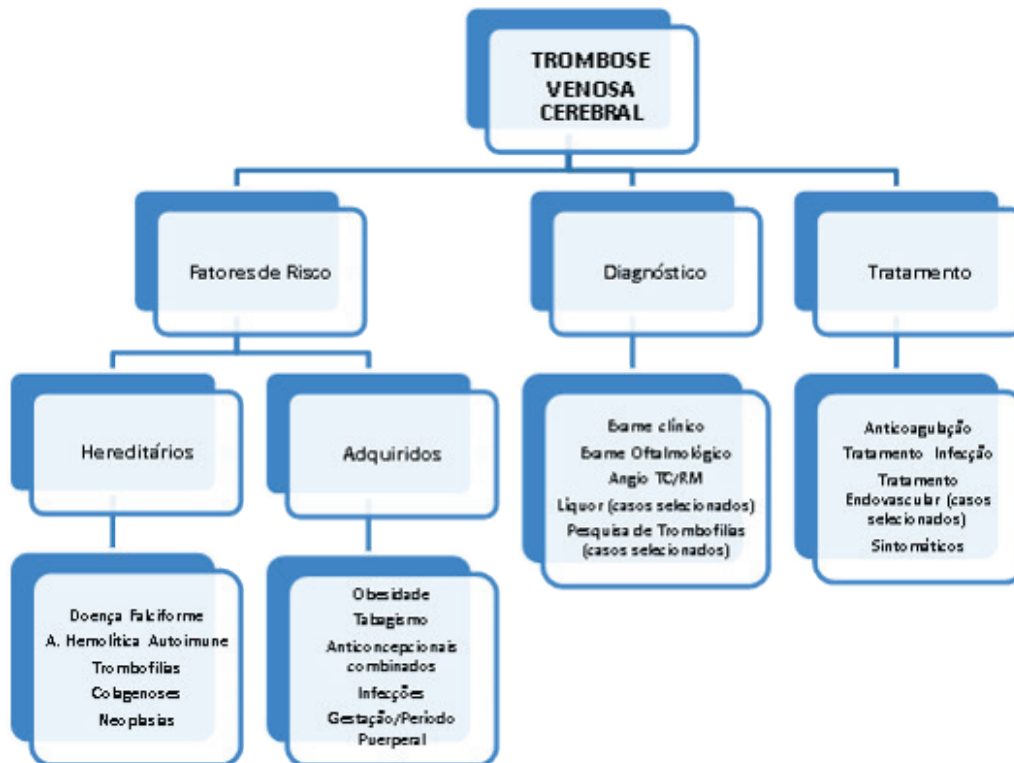 TROMBOSE
VENOSA
CEREBRAL
Fatores de Risco
Diagnóstico
Tratamento
Hereditários
Adquiridos
Exame clínico
Exame Oftalmológico
Angio TC/RM
Líquor (casos selecionados)
Pesquisa de Trombofilias
(casos selecionados)
Anticoagulação
Tratamento Infecção
Tratamento
Endovascular (casos
selecionados)
Sintomáticos
Doença Falciforme
A. Hemolítica Autoimune
Trombofilias
Colagenoses
Neoplasias
Obesidade
Tabagismo
Anticoncepcionais
combinados
Infecções
Gestação/Periodo
Puerperal